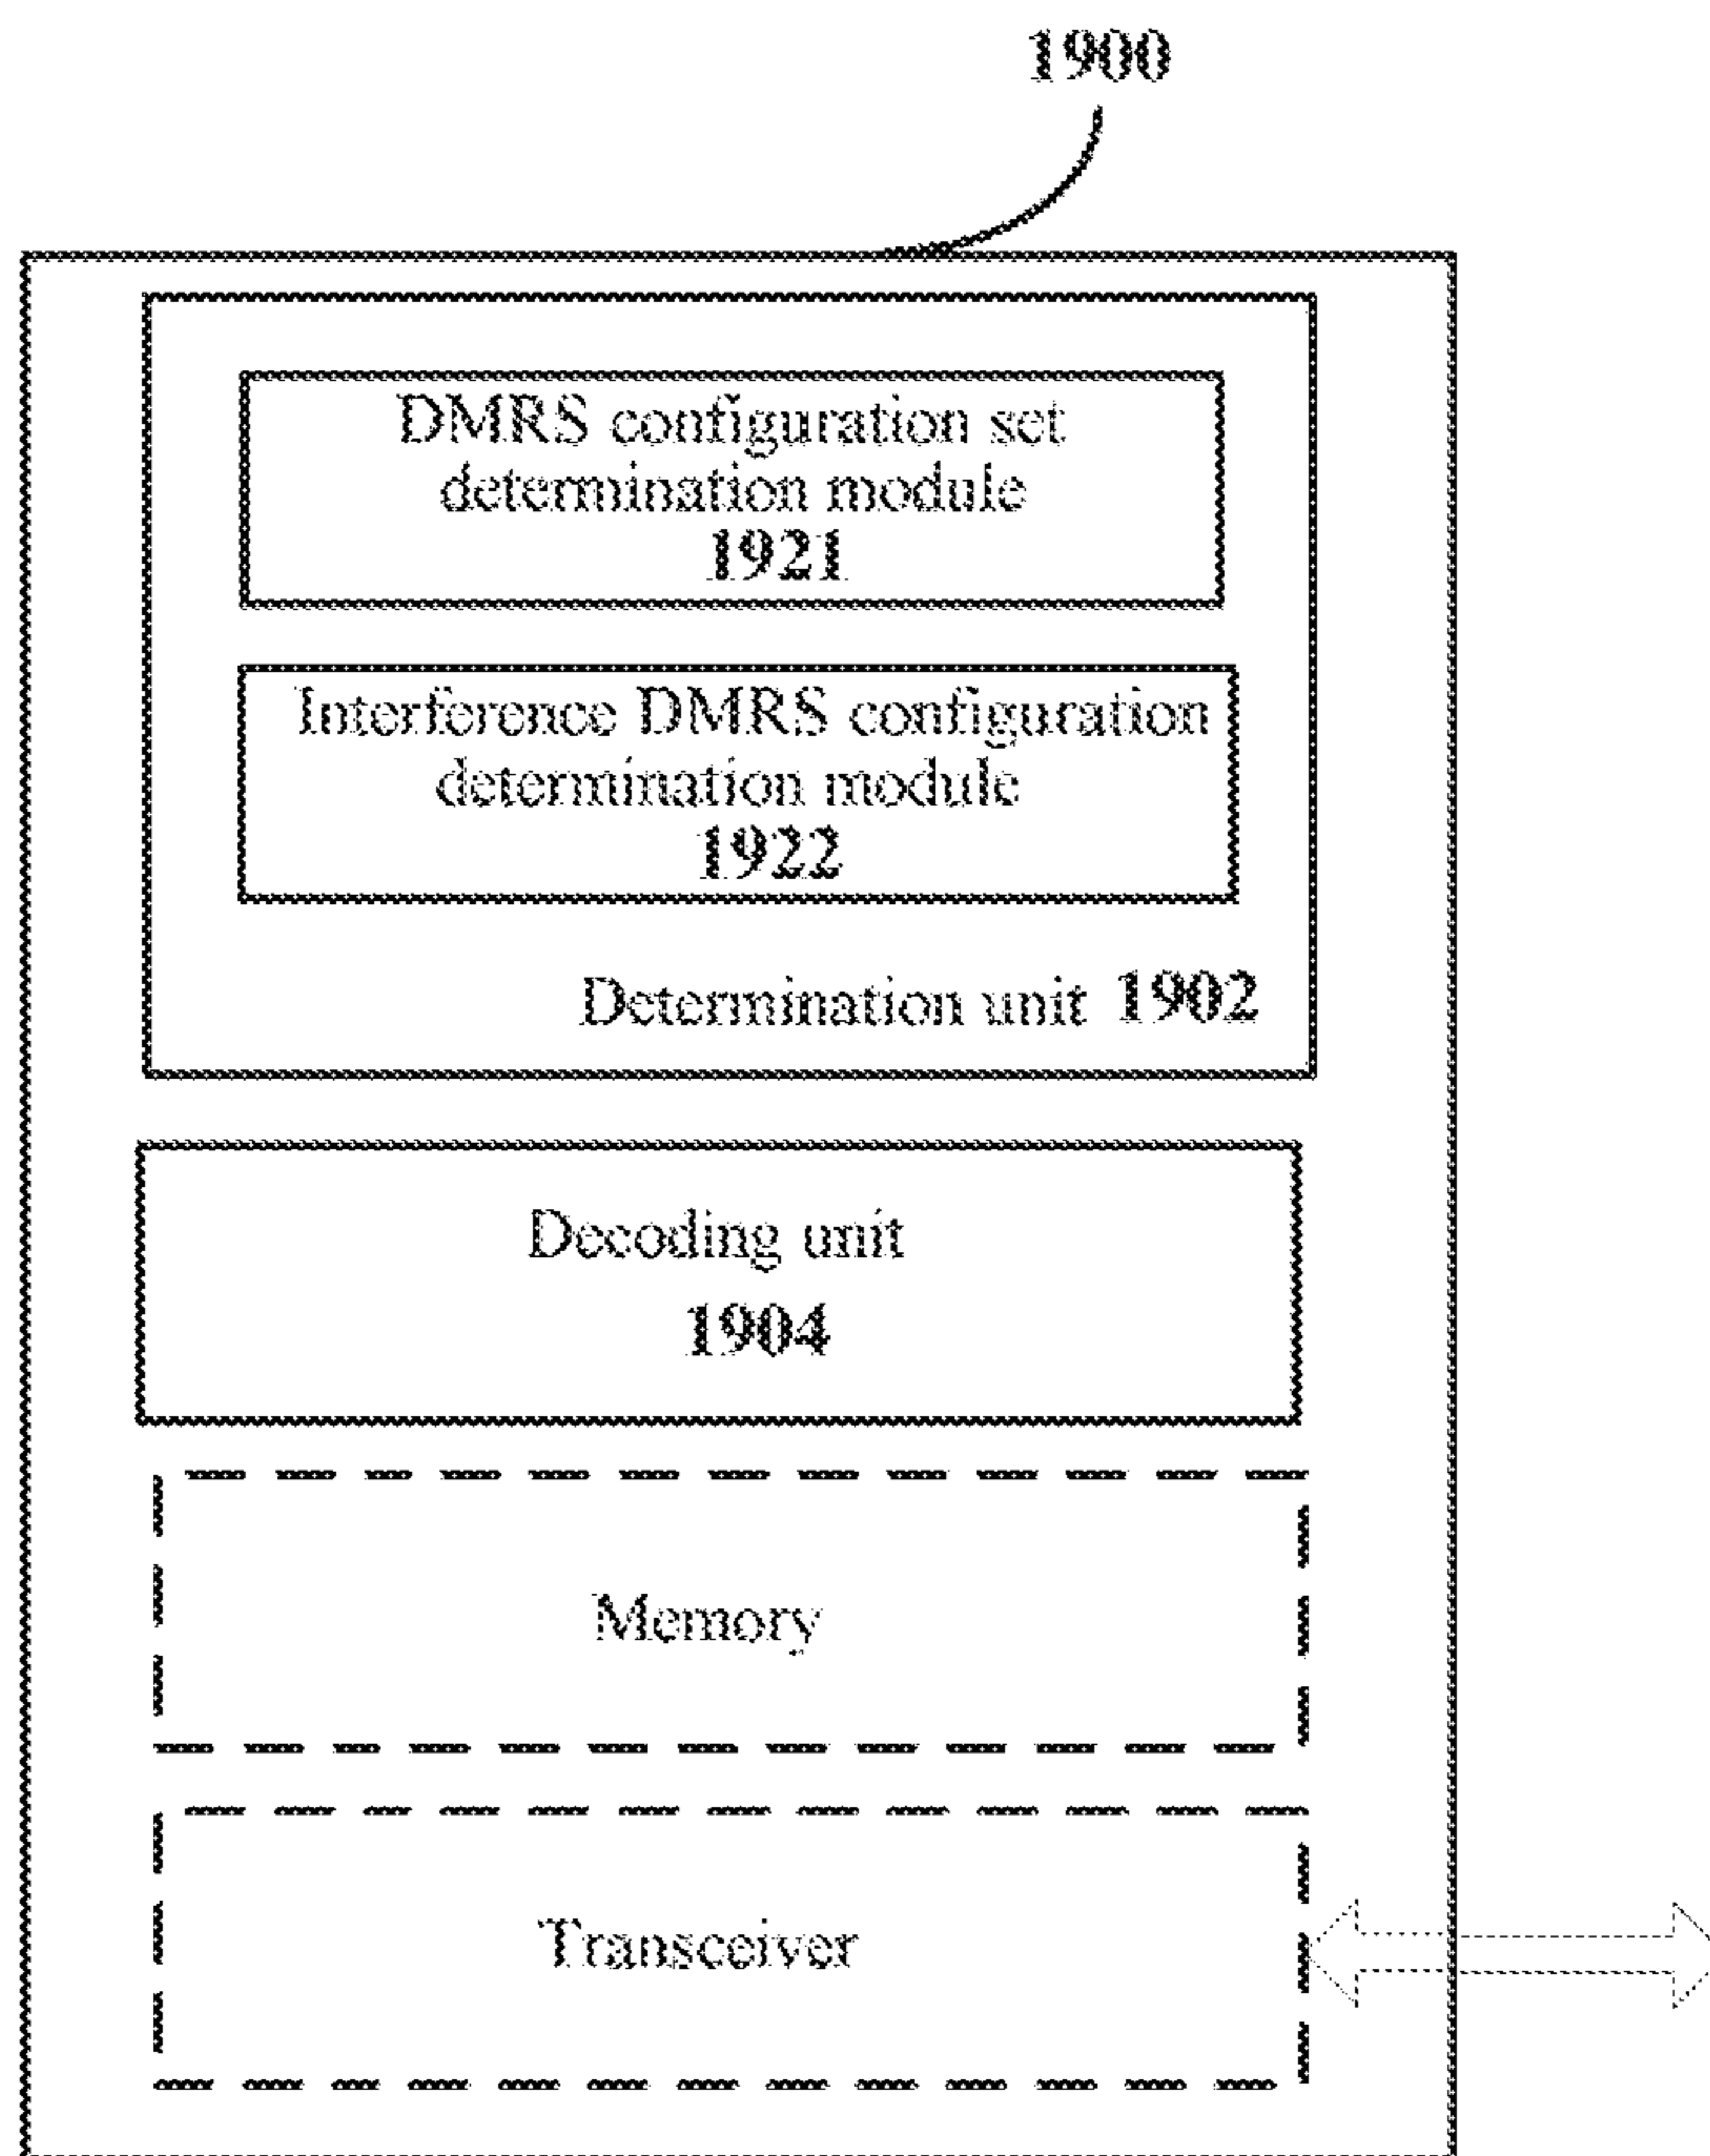 1900
DMRS configuration set
determination module
1921
Interference DMRS configuration
determination module
1922
Determination unit 1902
Decoding unit
1904
Memory
Transceiver